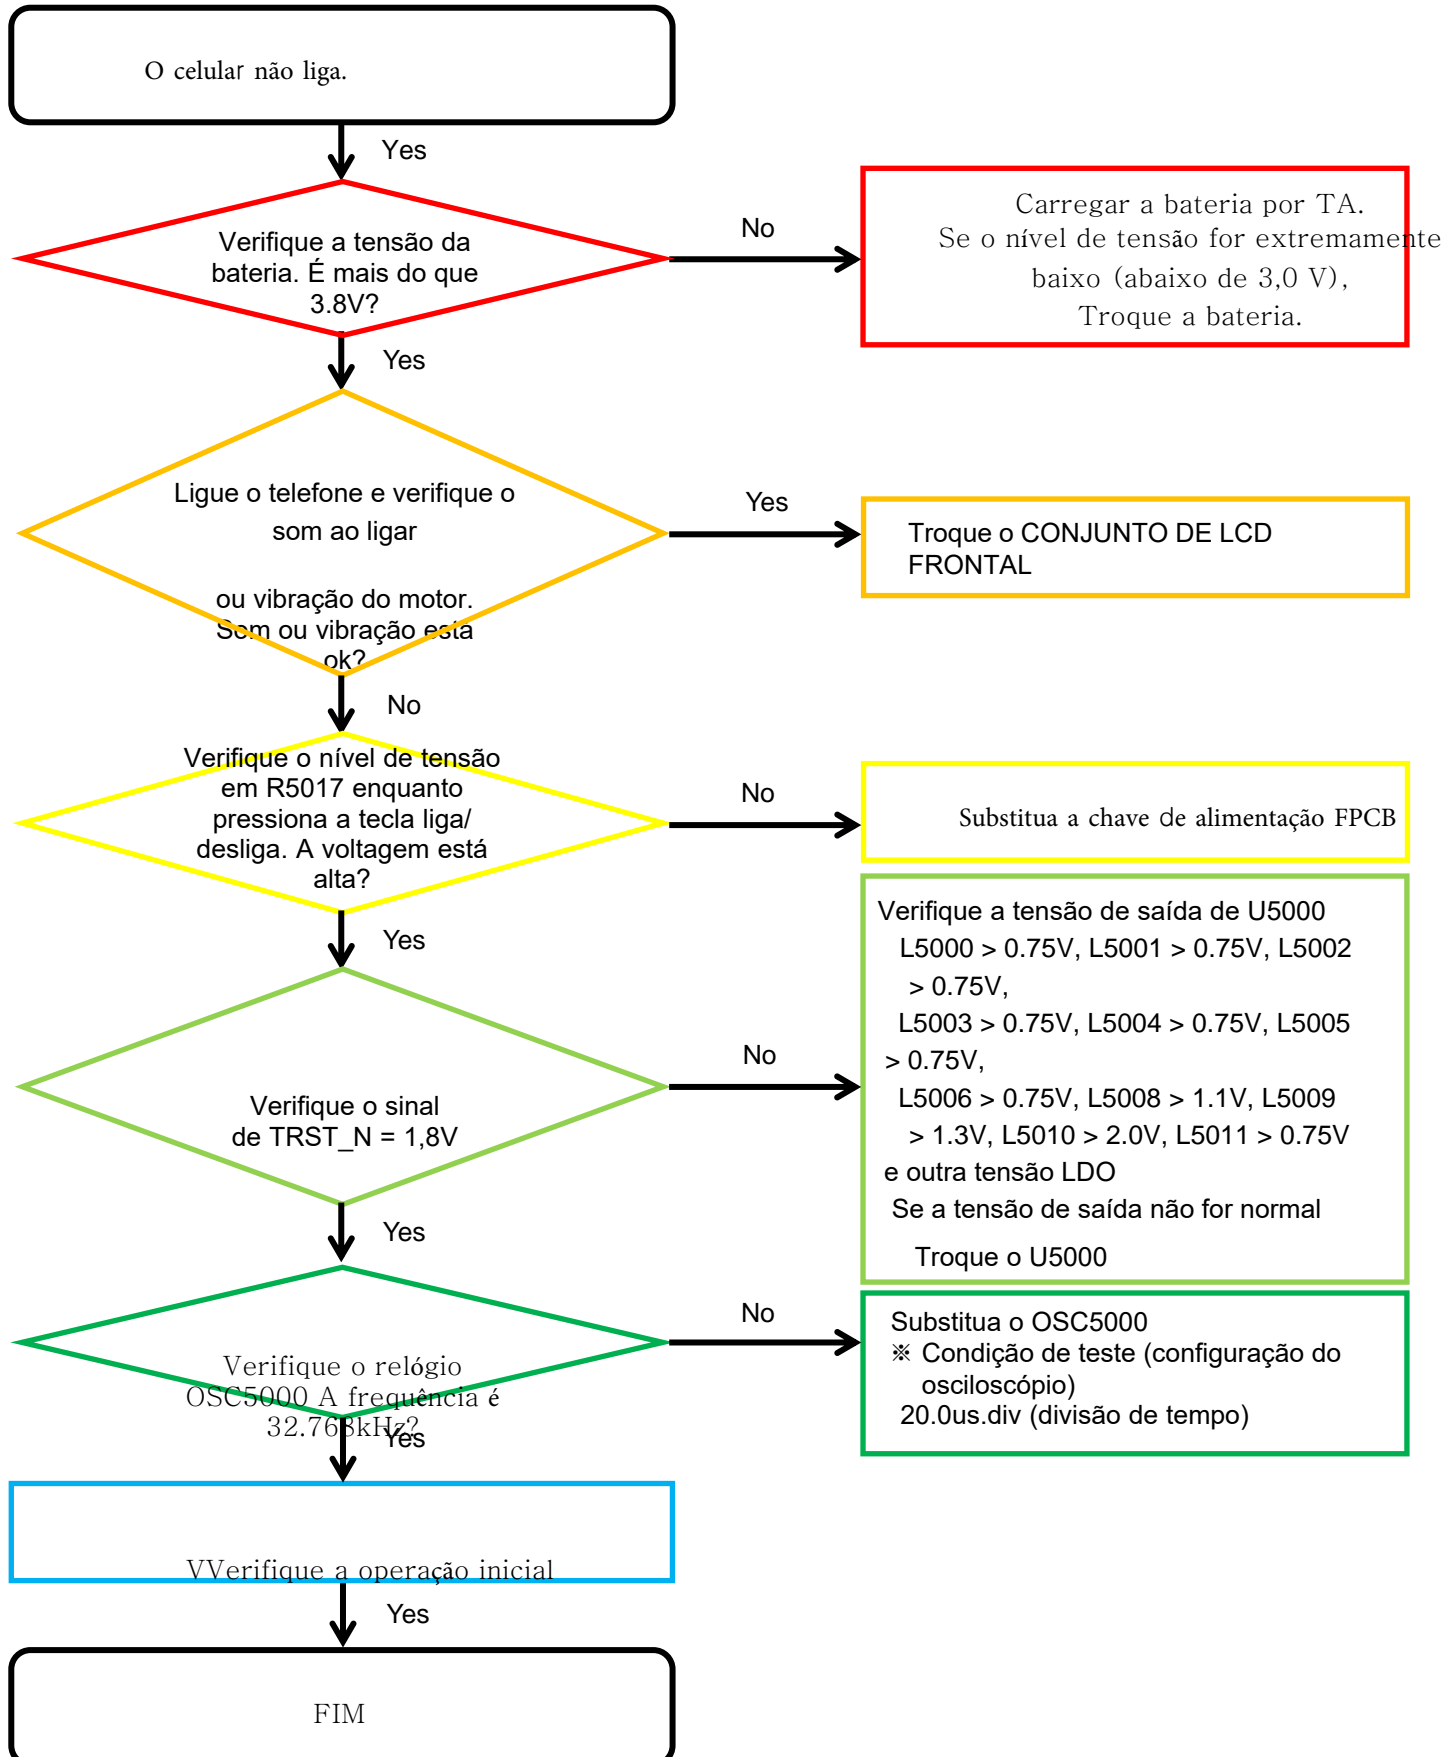 O celular não liga.
Yes
Verifique a tensão da
bateria. É mais do que
3.8V?
No
Carregar a bateria por TA.
Se o nível de tensão for extremamente
baixo (abaixo de 3,0 V),
Troque a bateria.
Yes
Ligue o telefone e verifique o
som ao ligar
ou vibração do motor.
Som ou vibração está
ok?
Yes
Troque o CONJUNTO DE LCD
FRONTAL
No
Verifique o nível de tensão
em R5017 enquanto
pressiona a tecla liga/
desliga. A voltagem está
alta?
No
Substitua a chave de alimentação FPCB
Yes
Verifique o sinal
de TRST_N = 1,8V
No
Verifique a tensão de saída de U5000
L5000 > 0.75V, L5001 > 0.75V, L5002
> 0.75V,
L5003 > 0.75V, L5004 > 0.75V, L5005
> 0.75V,
L5006 > 0.75V, L5008 > 1.1V, L5009
> 1.3V, L5010 > 2.0V, L5011 > 0.75V
e outra tensão LDO
Se a tensão de saída não for normal
Troque o U5000
Yes
Verifique o relógio
OSC5000 A frequência é
32.768kHz?
No
Substitua o OSC5000
※ Condição de teste (configuração do
osciloscópio)
20.0us.div (divisão de tempo)
Yes
VVerifique a operação inicial
Yes
FIM